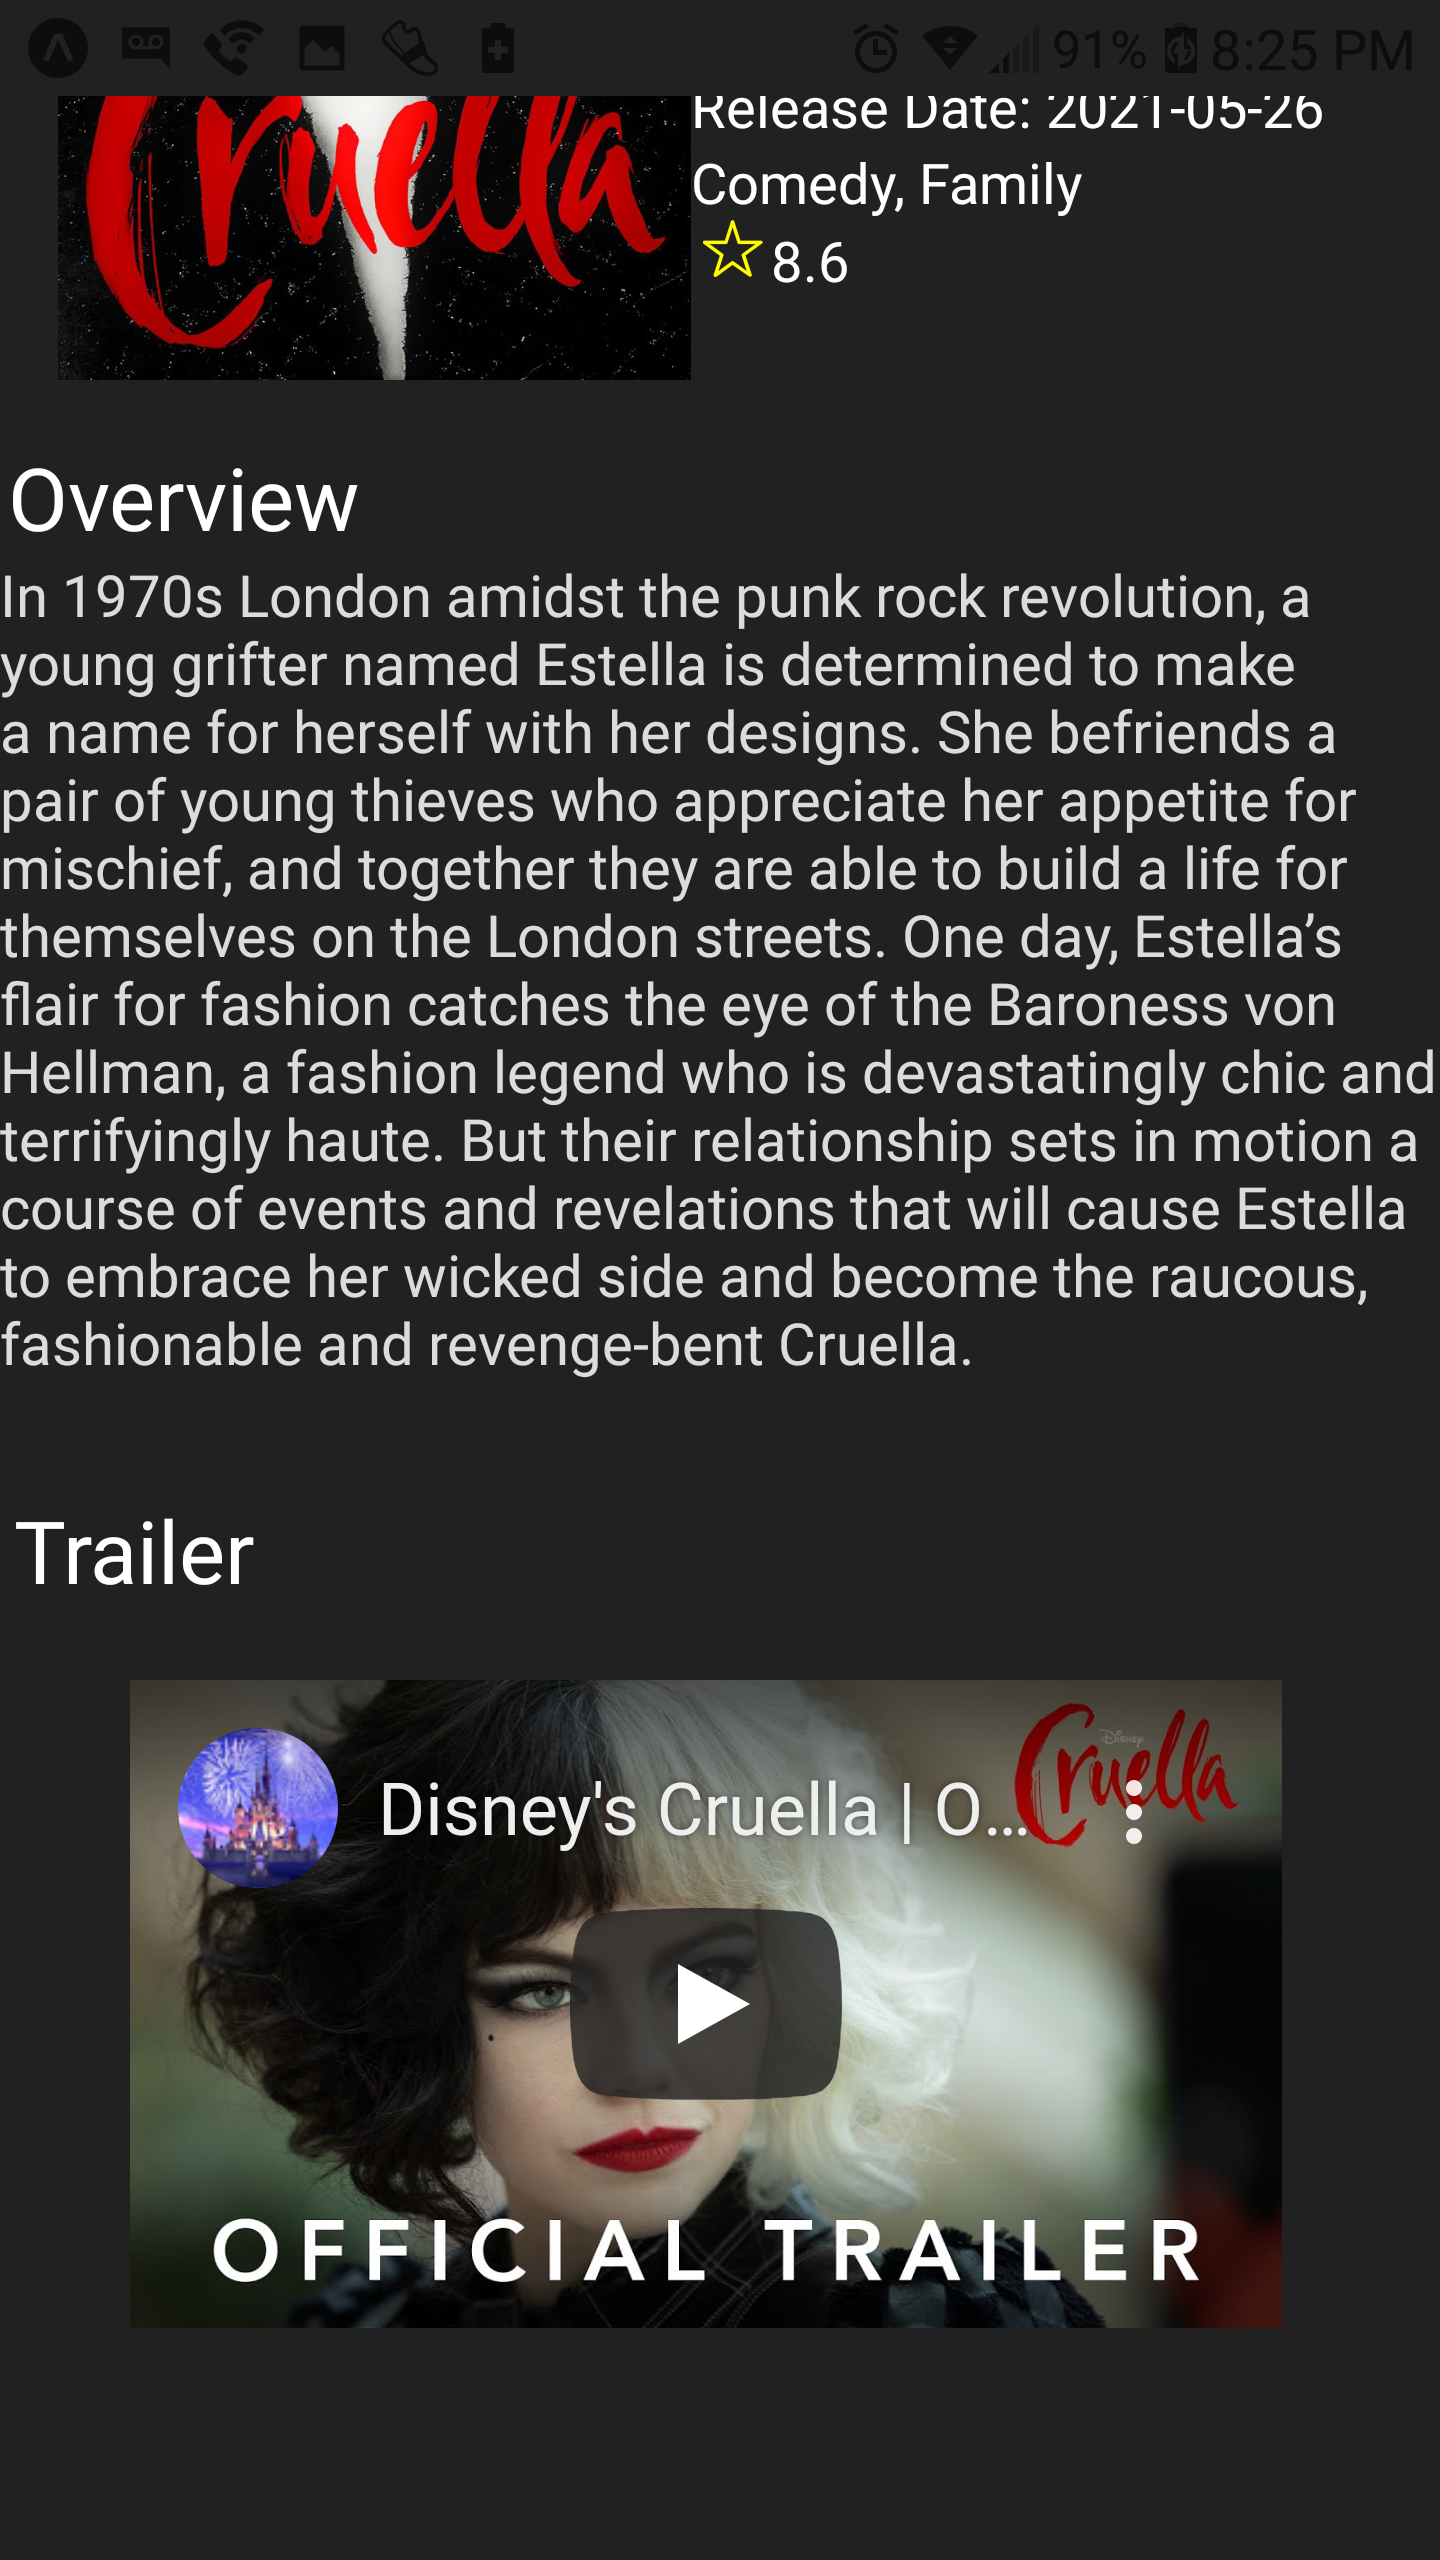 91% 8:25 PM
Cruella
Release Date: 2021-05-26
Comedy, Family
8.6
Overview
In 1970s London amidst the punk rock revolution, a
young grifter named Estella is determined to make
a name for herself with her designs. She befriends a
pair of young thieves who appreciate her appetite for
mischief, and together they are able to build a life for
themselves on the London streets. One day, Estella’s
flair for fashion catches the eye of the Baroness von
Hellman, a fashion legend who is devastatingly chic and
terrifyingly haute. But their relationship sets in motion a
course of events and revelations that will cause Estella
to embrace her wicked side and become the raucous,
fashionable and revenge-bent Cruella.
Trailer
Disney
Cruella
Disney's Cruella | O...
OFFICIAL TRAILER